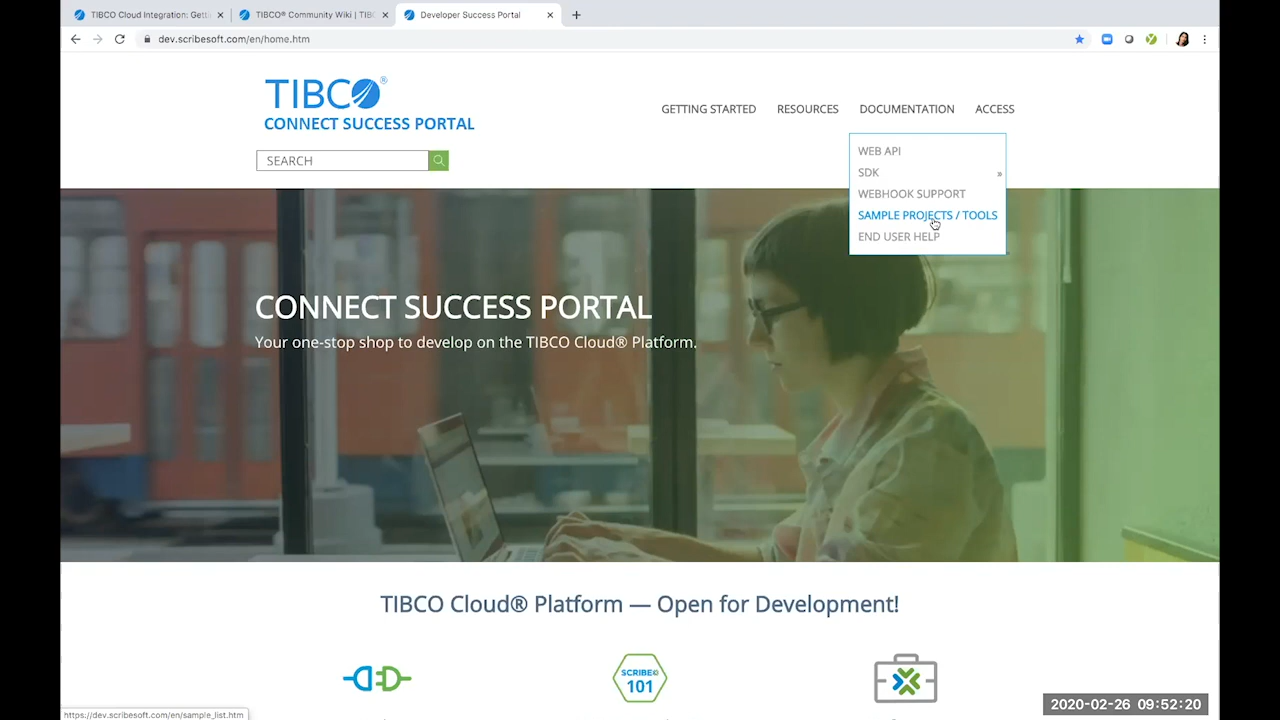 TIBCO Cloud Integration: Gett
TIBCO® Community Wiki | TIB
Developer Success Portal
dev.scribesoft.com/en/home.htm
TIBCO®
CONNECT SUCCESS PORTAL
GETTING STARTED
RESOURCES
DOCUMENTATION
ACCESS
SEARCH
WEB API
SDK »
WEBHOOK SUPPORT
SAMPLE PROJECTS / TOOLS
END USER HELP
CONNECT SUCCESS PORTAL
Your one-stop shop to develop on the TIBCO Cloud® Platform.
TIBCO Cloud® Platform — Open for Development!
SCRIBE
101
https://dev.scribesoft.com/en/sample_list.htm
2020-02-26 09:52:20